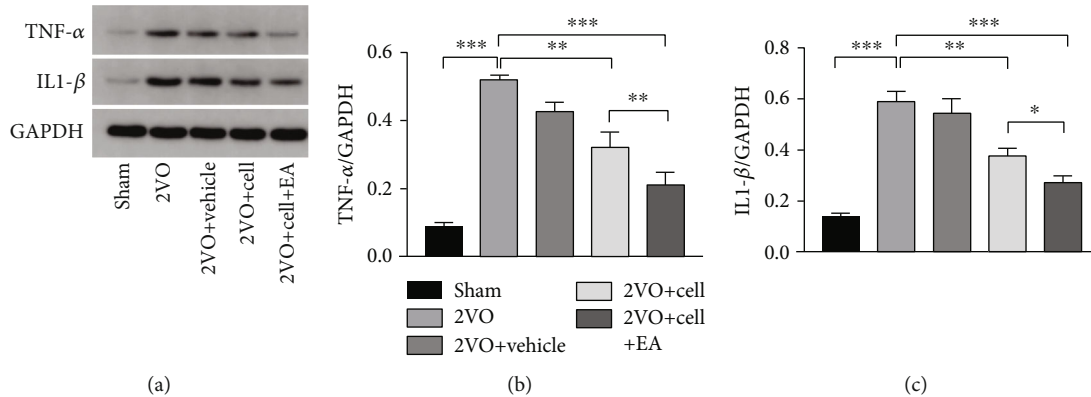 TNF-α
IL1-β
GAPDH
Sham
2VO
2VO+vehicle
2VO+cell
2VO+cell+EA
(a)
TNF-α/GAPDH
0.6
0.4
0.2
0.0
***
***
**
**
Sham
2VO
2VO+vehicle
2VO+cell
2VO+cell
+EA
(b)
IL1-β/GAPDH
0.8
0.6
0.4
0.2
0.0
***
***
**
*
(c)